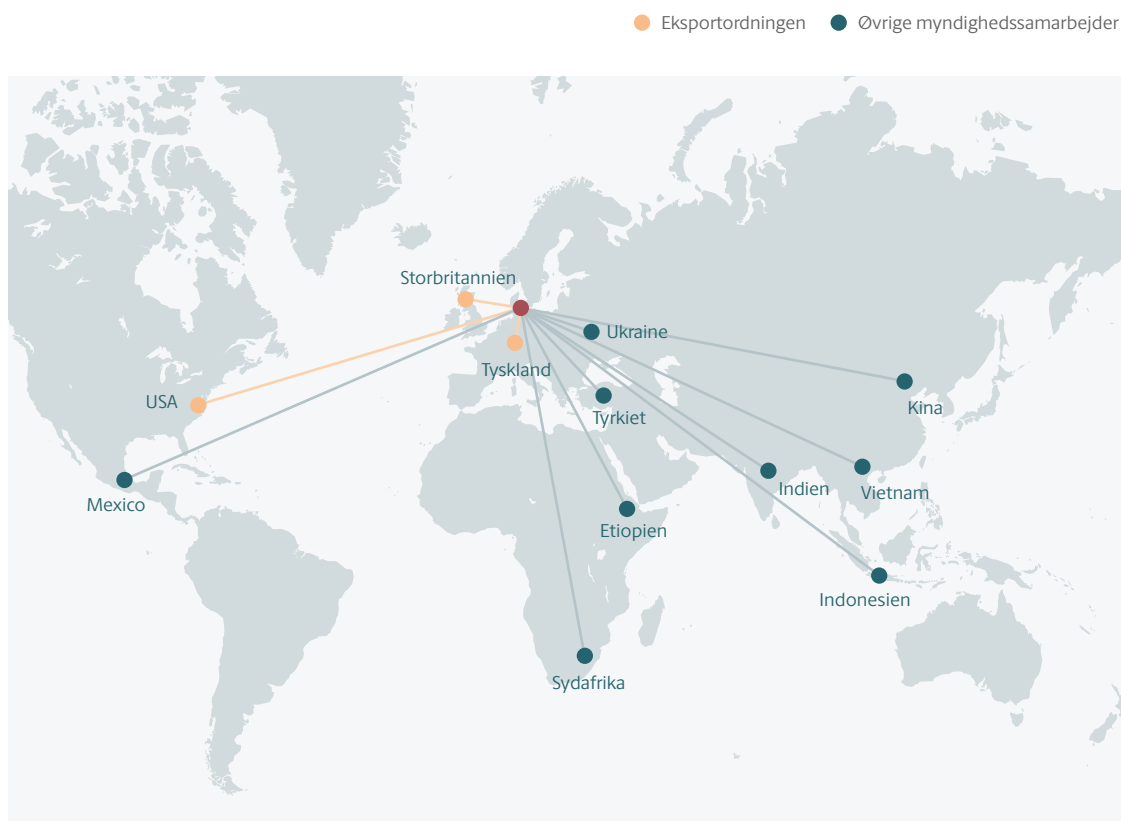 Eksportordningen
Øvrige myndighedssamarbejder
Storbritannien
Ukraine
Tyskland
USA
Tyrkiet
Kina
Mexico
Indien
Vietnam
Etiopien
Indonesien
Sydafrika